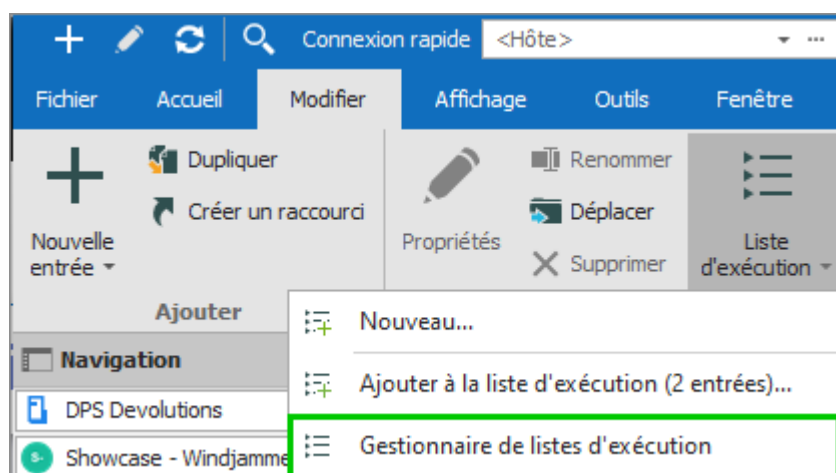 Connexion rapide <Hôte>
Fichier Accueil Modifier Affichage Outils Fenêtre
Dupliquer
Créer un raccourci
Nouvelle
entrée
Ajouter
Propriétés
Renommer
Déplacer
Supprimer
Liste
d'exécution
Nouveau...
Ajouter à la liste d'exécution (2 entrées)...
Gestionnaire de listes d'exécution
Navigation
DPS Devolutions
Showcase -